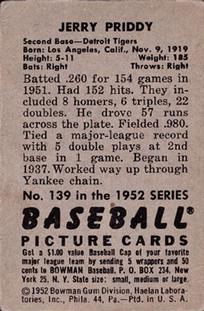 JERRY PRIDDY
Second Base—Detroit Tigers
Born: Los Angeles, Calif., Nov. 9, 1919
Height: 5-11 Weight: 185
Bats: Right Throws: Right
Batted .260 for 154 games in
1951. Had 152 hits. They in-
cluded 8 homers, 6 triples, 22
doubles. He drove 57 runs
across the plate. Fielded .980.
Tied a major-league record
with 5 double plays at 2nd
base in 1 game. Began in
1937. Worked way up through
Yankee chain.
No. 139 in the 1952 SERIES
BASEBALL®
PICTURE CARDS
Get a $1.00 value Baseball Cap of your favorite
major league team by sending 5 wrappers and 50
cents to BOWMAN Baseball, P. O. BOX 234, New
York 25, N. Y. State size: small, medium, or large.
©1952 Bowman Gum Division, Haelan Labora-
tories, Inc., Phila. 44, Pa.—Ptd. in U. S. A.